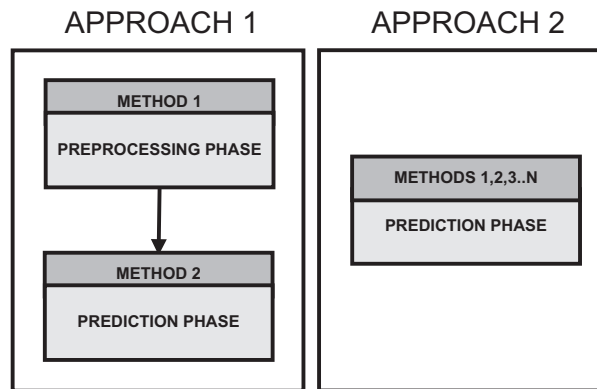 APPROACH 1
METHOD 1
PREPROCESSING PHASE
METHOD 2
PREDICTION PHASE
APPROACH 2
METHODS 1,2,3..N
PREDICTION PHASE